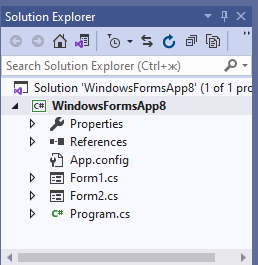 Solution Explorer
Search Solution Explorer (Ctrl+ж)
Solution 'WindowsFormsApp8' (1 of 1 pro
C# WindowsFormsApp8
Properties
References
App.config
Form1.cs
Form2.cs
C# Program.cs